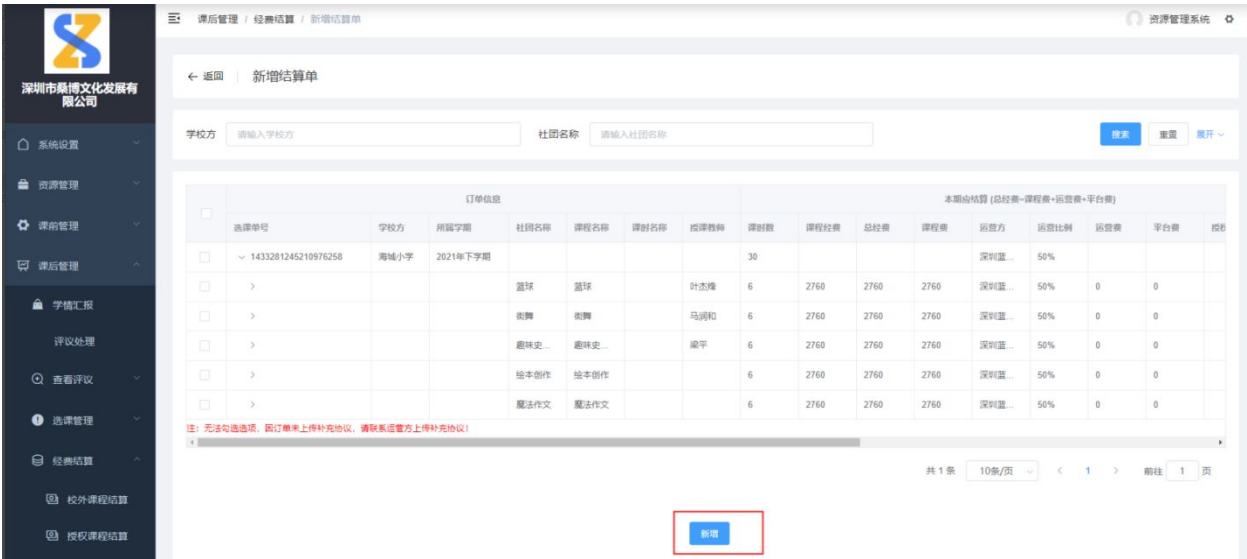 课后管理 / 经费结算 / 新增结算单
资源管理系统
深圳市桑博文化发展有
限公司
系统设置
资源管理
课前管理
课后管理
学情汇报
评议处理
查看评议
选课管理
经费结算
校外课程结算
授权课程结算
← 返回 新增结算单
学校方 请输入学校方 社团名称 请输入社团名称 搜索 重置 展开
订单信息 本期应结算 (总经费=课程费+运营费+平台费)
选课单号 学校方 所属学期 社团名称 课程名称 课时名称 授课教师 课时数 课程经费 总经费 课程费 运营方 运营比例 运营费 平台费
1433281245210976258 海城小学 2021年下学期 30 深圳蓝... 50%
篮球 篮球 叶杰烽 6 2760 2760 2760 深圳蓝... 50% 0 0
街舞 街舞 马润和 6 2760 2760 2760 深圳蓝... 50% 0 0
趣味史... 趣味史... 梁平 6 2760 2760 2760 深圳蓝... 50% 0 0
绘本创作 绘本创作 6 2760 2760 2760 深圳蓝... 50% 0 0
魔法作文 魔法作文 6 2760 2760 2760 深圳蓝... 50% 0 0
注：无法勾选选项，因订单未上传补充协议，请联系运营方上传补充协议！
共 1 条 10条/页 < 1 > 前往 1 页
新增